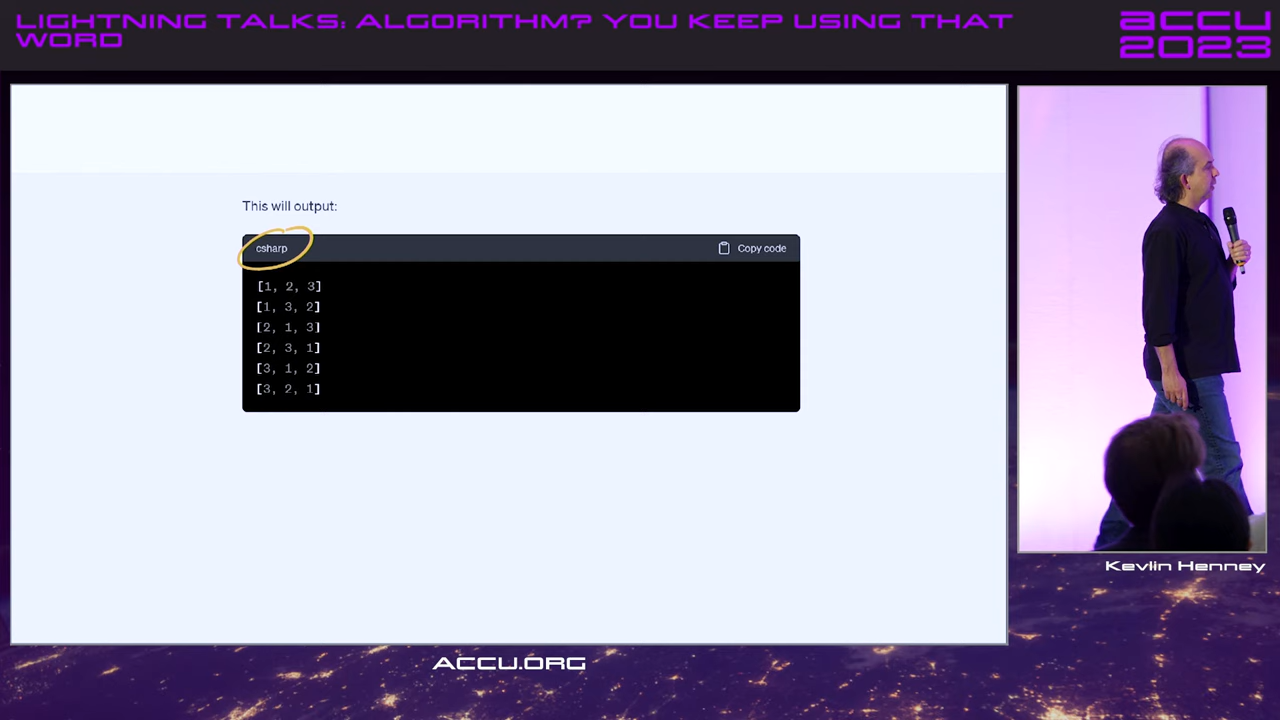 LIGHTNING TALKS: ALGORITHM? YOU KEEP USING THAT
WORD
accu
2023
This will output:
csharp
Copy code
[1, 2, 3]
[1, 3, 2]
[2, 1, 3]
[2, 3, 1]
[3, 1, 2]
[3, 2, 1]
Kevlin Henney
ACCU.ORG